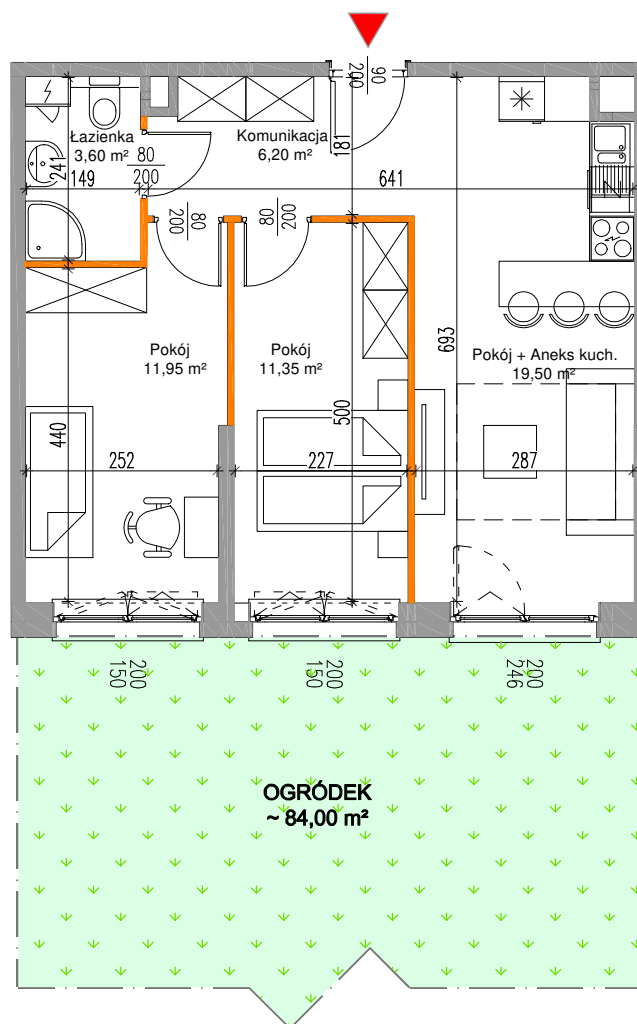 90
200
Łazienka
3,60 m²
Komunikacja
6,20 m²
181
241
149
80
200
641
80
200
80
200
Pokój
11,95 m²
Pokój
11,35 m²
693
Pokój + Aneks kuch.
19,50 m²
440
500
252
227
287
200
150
200
150
200
246
OGRÓDEK
~ 84,00 m²